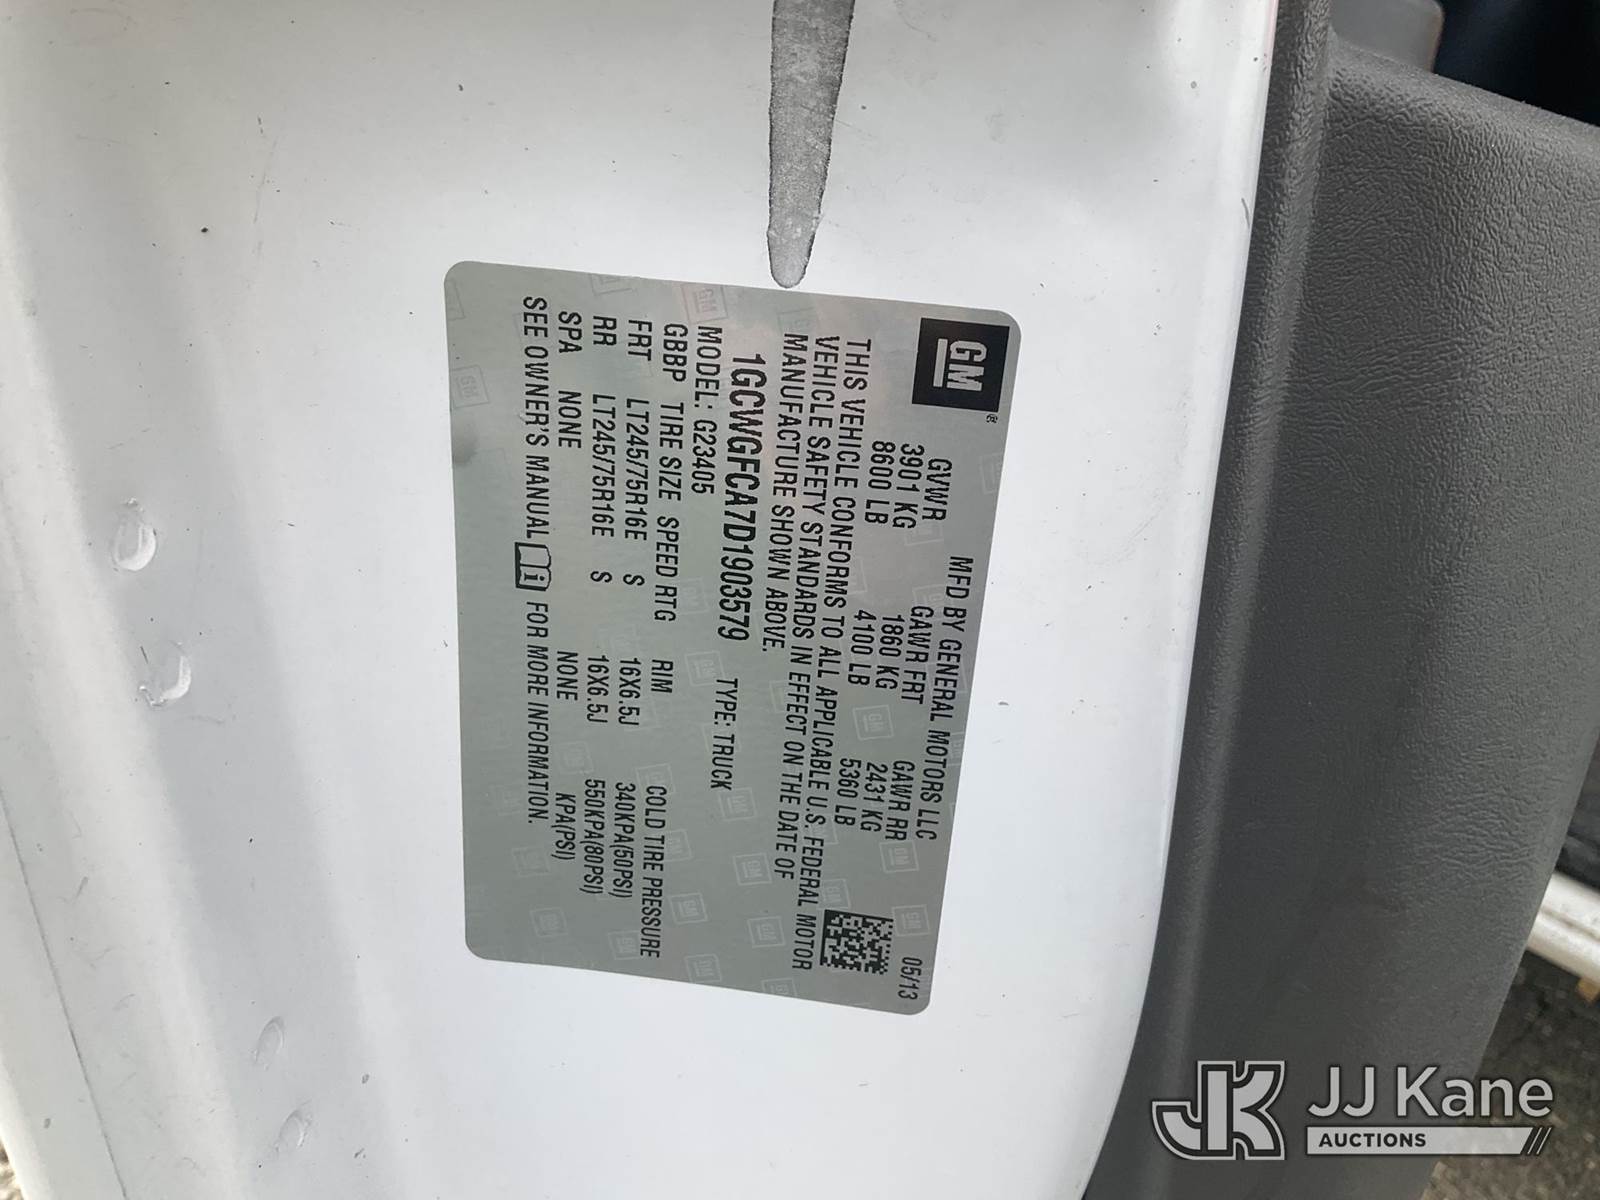 GM®
MFD BY GENERAL MOTORS LLC
05/13
GVWR GAWR FRT GAWR RR
3901 KG 1860 KG 2431 KG
8600 LB 4100 LB 5360 LB
THIS VEHICLE CONFORMS TO ALL APPLICABLE U.S. FEDERAL MOTOR
VEHICLE SAFETY STANDARDS IN EFFECT ON THE DATE OF
MANUFACTURE SHOWN ABOVE.
1GCWGFCA7D1903579 TYPE: TRUCK
MODEL: G23405
GBBP TIRE SIZE SPEED RTG RIM COLD TIRE PRESSURE
FRT LT245/75R16E S 16X6.5J 340KPA(50PSI)
RR LT245/75R16E S 16X6.5J 550KPA(80PSI)
SPA NONE NONE KPA(PSI)
SEE OWNER'S MANUAL FOR MORE INFORMATION.
JK JJ Kane
AUCTIONS